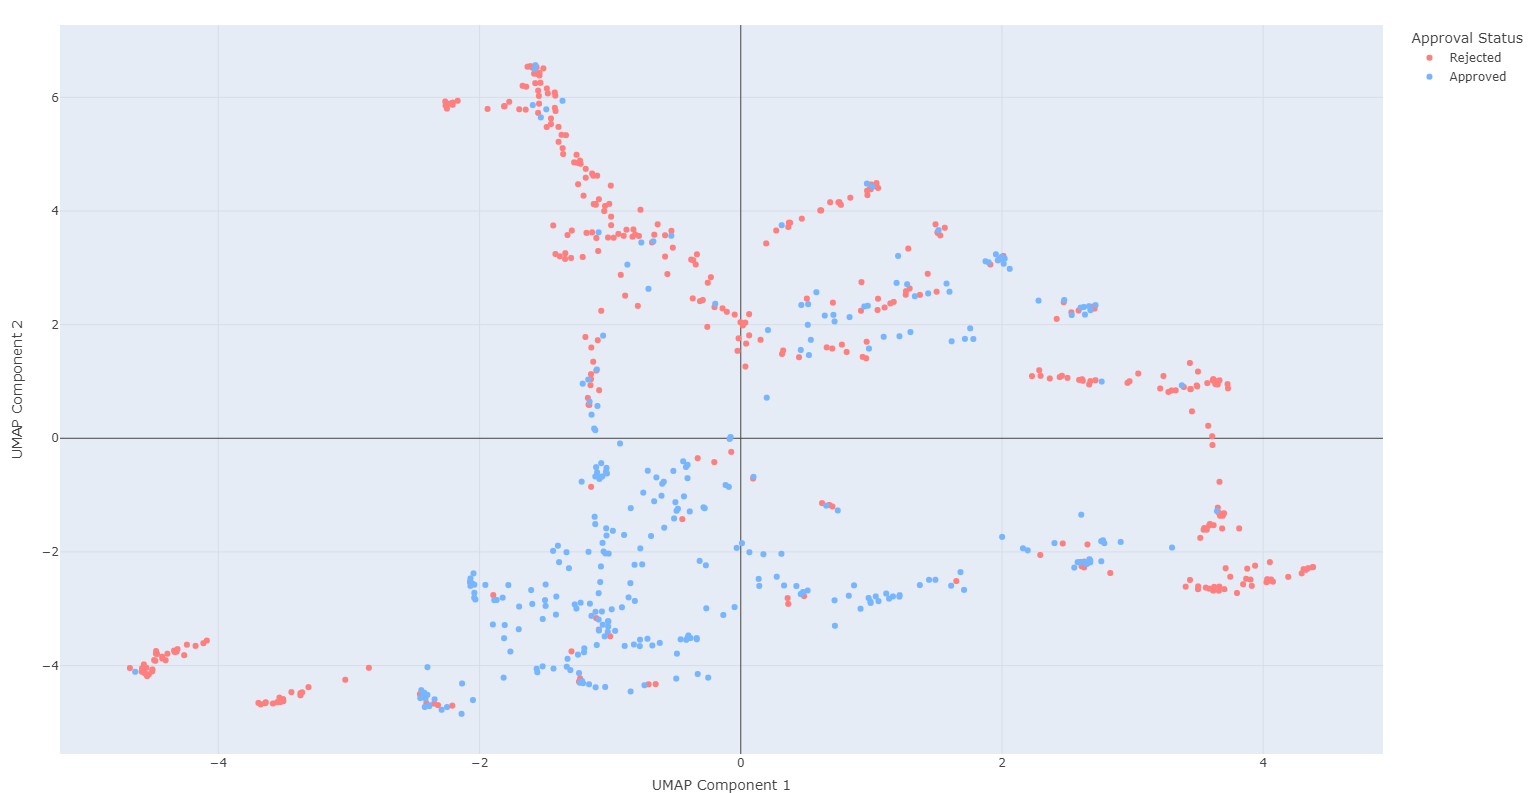 Approval Status
Rejected
Approved
6
4
2
0
−2
−4
UMAP Component 2
−4
−2
0
2
4
UMAP Component 1